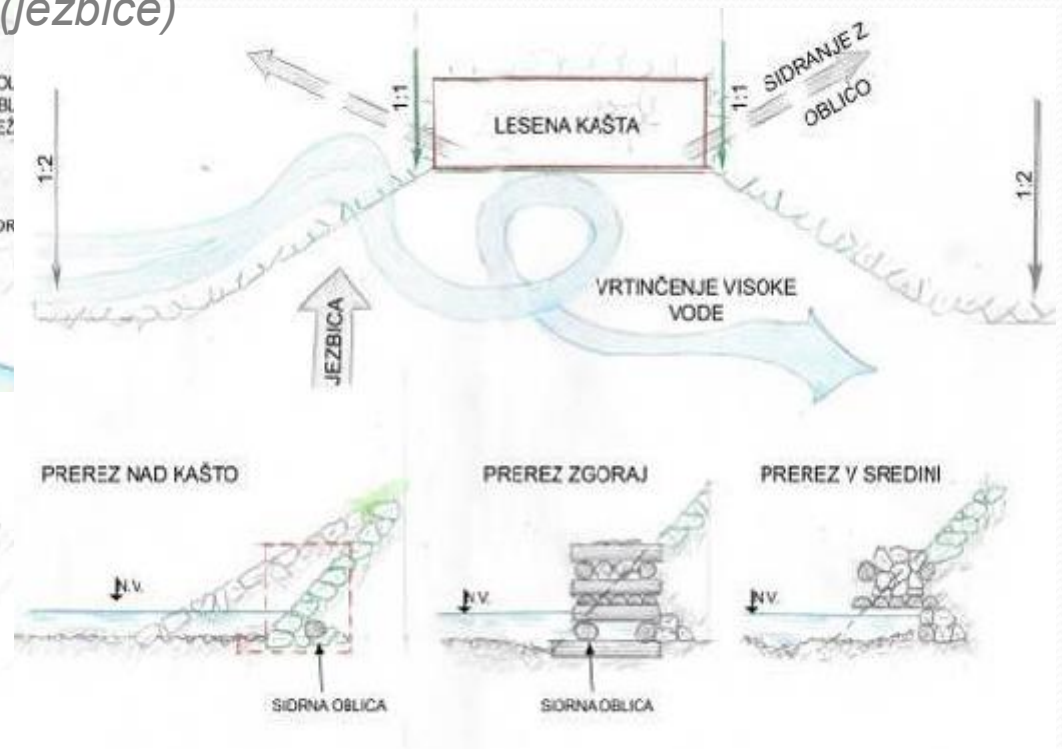 (jezbice)
SIDRANJE Z
OBLICO
1:1
1:1
LESENA KAŠTA
1:2
1:2
VRTINČENJE VISOKE
VODE
JEZBICA
PREREZ NAD KAŠTO
PREREZ ZGORAJ
PREREZ V SREDINI
N.V.
N.V.
N.V.
SIDRNA OBLICA
SIDRNA OBLICA